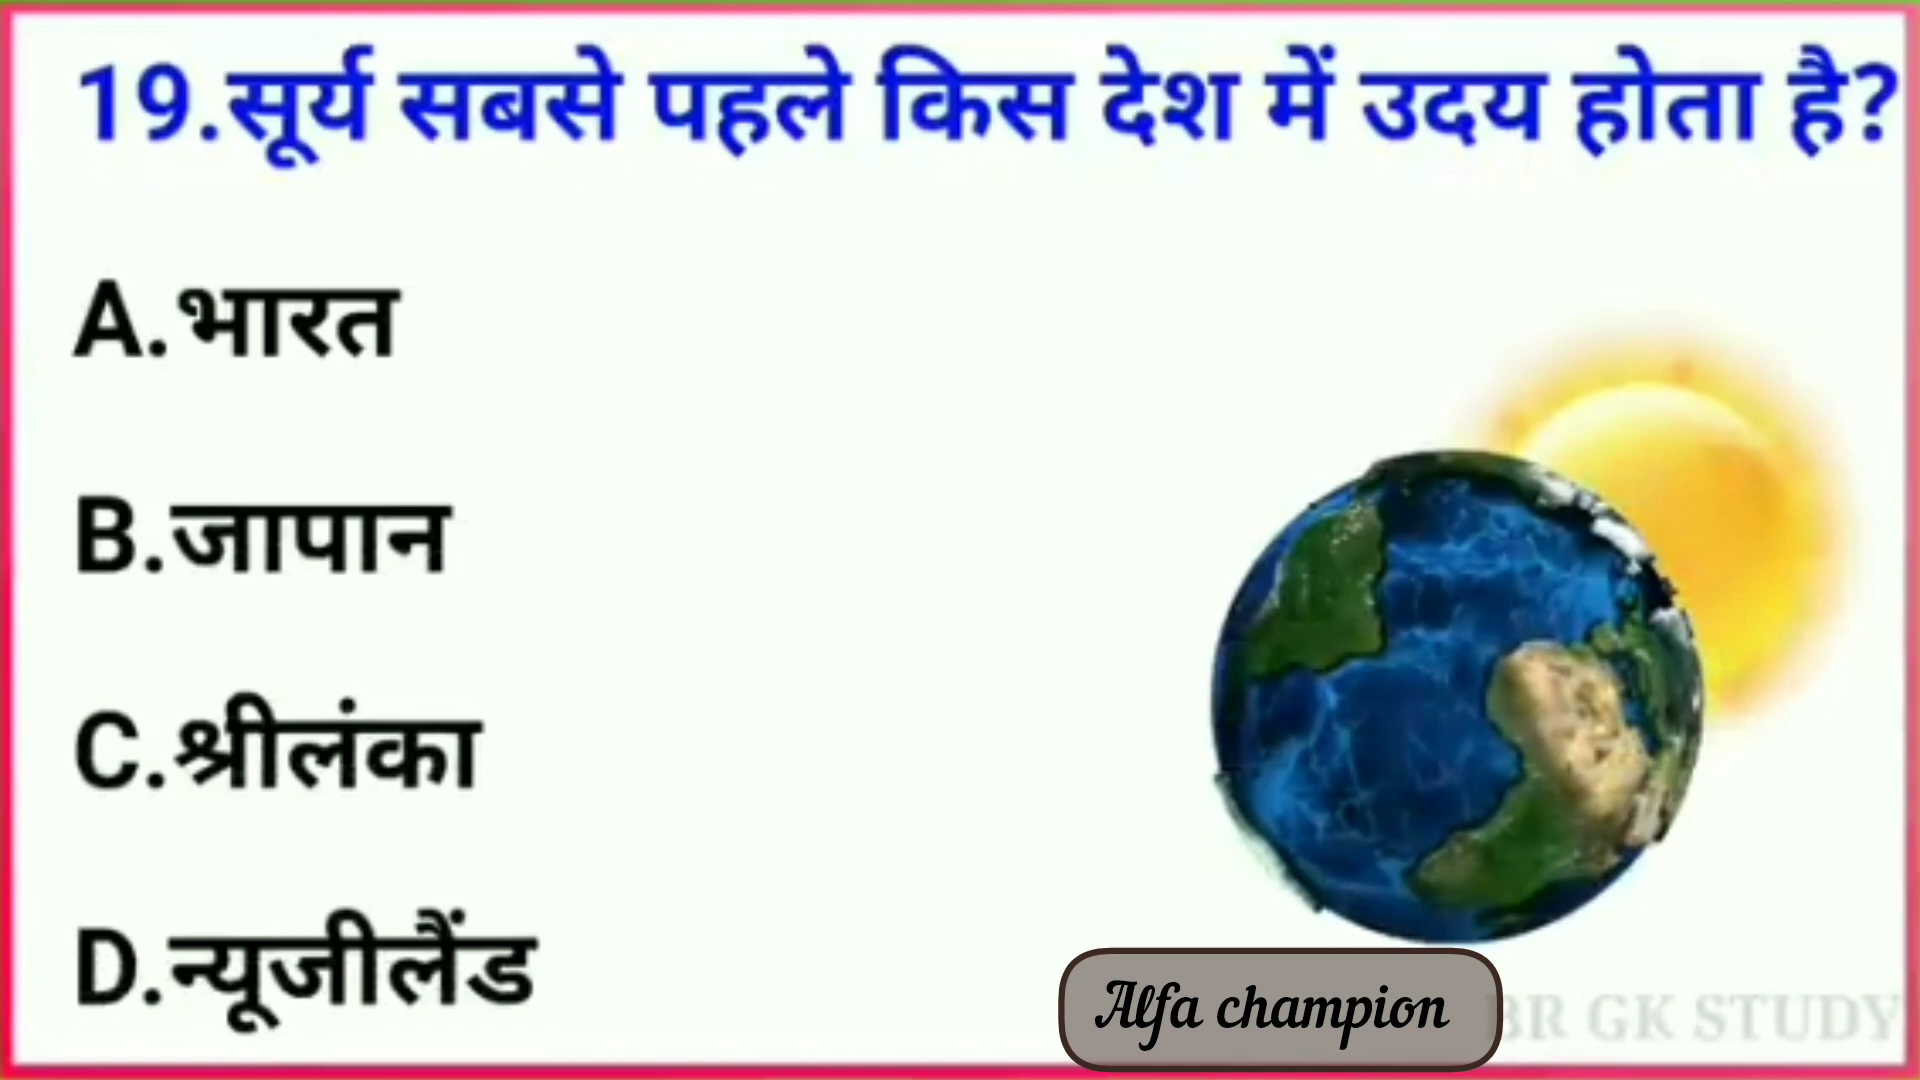 19.सूर्य सबसे पहले किस देश में उदय होता है?
A.भारत
B.जापान
C.श्रीलंका
D.न्यूजीलैंड
Alfa champion
BR GK STUDY